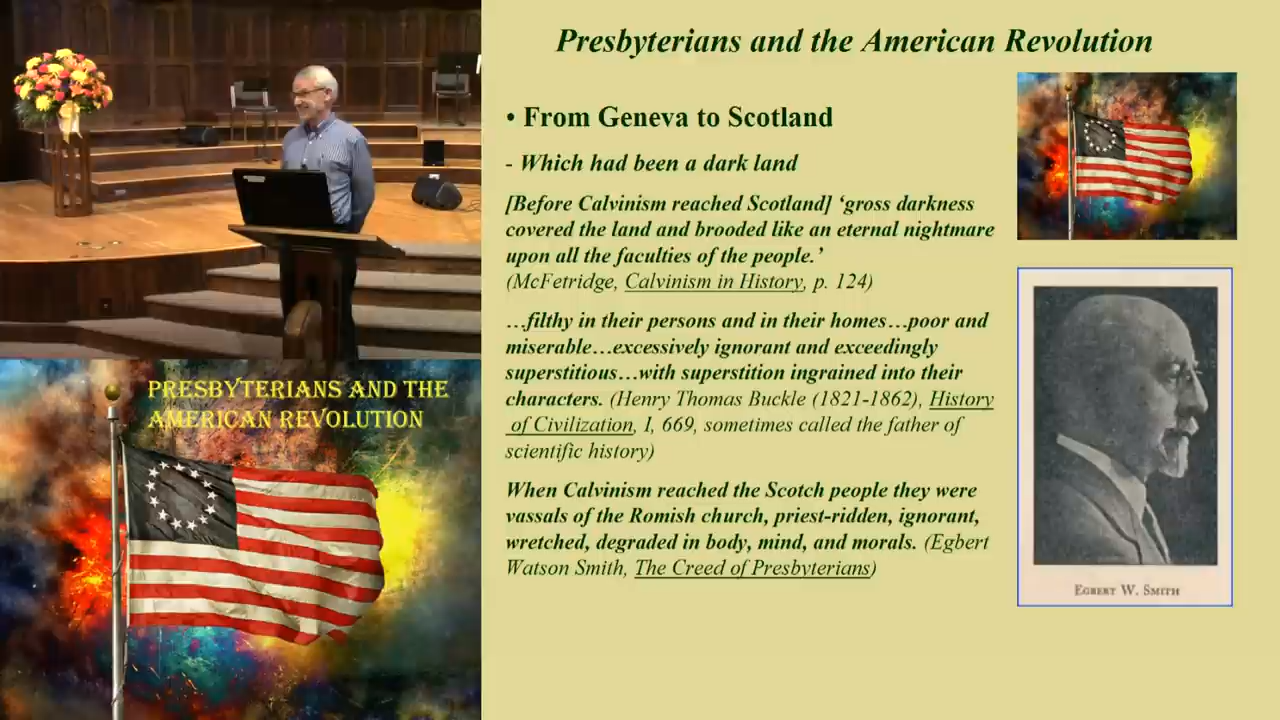 Presbyterians and the American Revolution
• From Geneva to Scotland
- Which had been a dark land
[Before Calvinism reached Scotland] ‘gross darkness
covered the land and brooded like an eternal nightmare
upon all the faculties of the people.’
(McFetridge, Calvinism in History, p. 124)
…filthy in their persons and in their homes…poor and
miserable…excessively ignorant and exceedingly
superstitious…with superstition ingrained into their
characters. (Henry Thomas Buckle (1821-1862), History
of Civilization, I, 669, sometimes called the father of
scientific history)
When Calvinism reached the Scotch people they were
vassals of the Romish church, priest-ridden, ignorant,
wretched, degraded in body, mind, and morals. (Egbert
Watson Smith, The Creed of Presbyterians)
Egbert W. Smith
PRESBYTERIANS AND THE
AMERICAN REVOLUTION